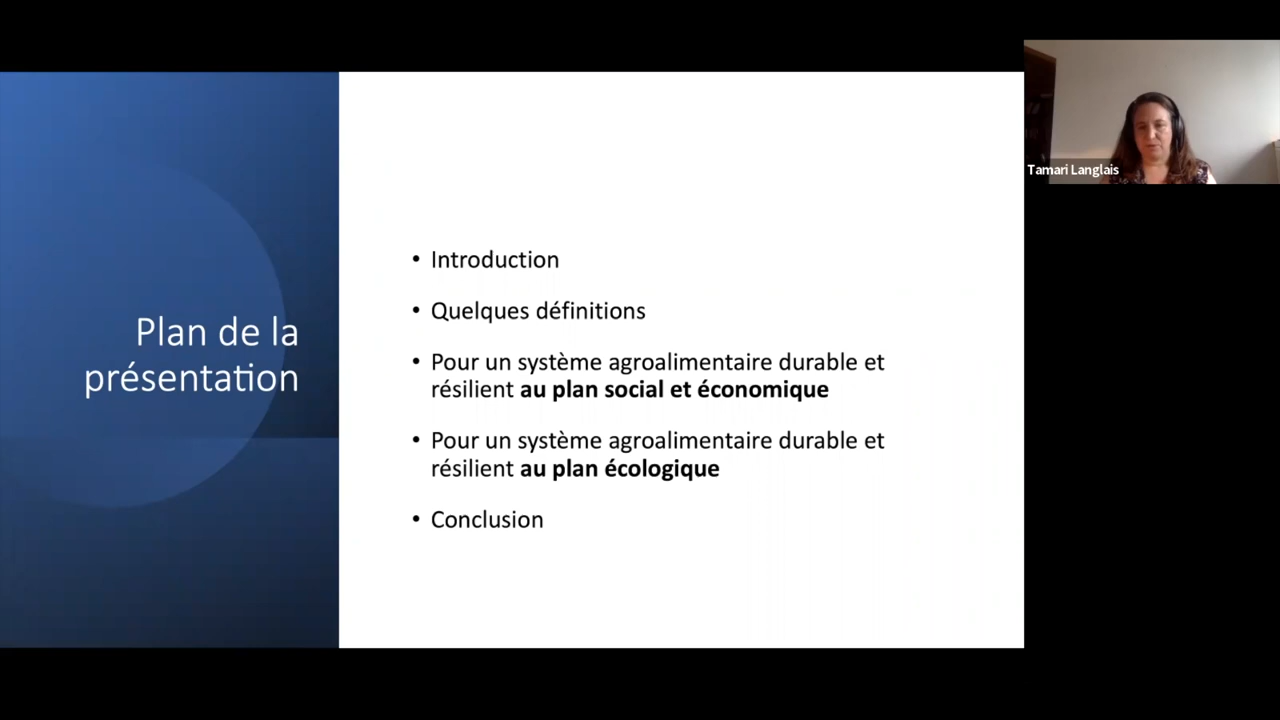 Plan de la
présentation
• Introduction
• Quelques définitions
• Pour un système agroalimentaire durable et
résilient au plan social et économique
• Pour un système agroalimentaire durable et
résilient au plan écologique
• Conclusion
Tamari Langlais